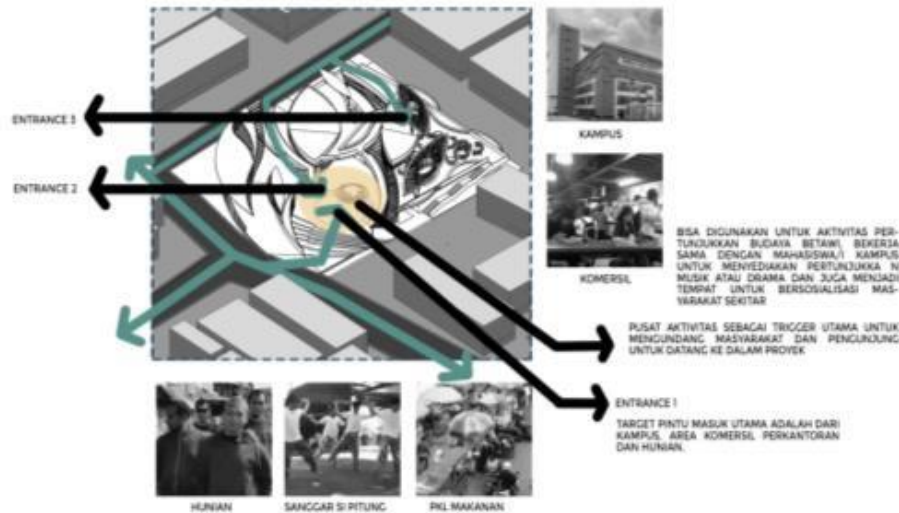 KAMPUS
ENTRANCE 3
ENTRANCE 2
KOMERSIL
BISA DIGUNAKAN UNTUK AKTIVITAS PER-
TUNJUKKAN BUDAYA BETAWI, BEKERJA
SAMA DENGAN MAHASISWA/I KAMPUS
UNTUK MENYEDIAKAN PERTUNJUKKA N
MUSIK ATAU DRAMA DAN JUGA MENJADI
TEMPAT UNTUK BERSOSIALISASI MAS-
YARAKAT SEKITAR
PUSAT AKTIVITAS SEBAGAI TRIGGER UTAMA UNTUK
MENGUNDANG MASYARAKAT DAN PENGUNJUNG
UNTUK DATANG KE DALAM PROYEK
ENTRANCE 1
TARGET PINTU MASUK UTAMA ADALAH DARI
KAMPUS, AREA KOMERSIL PERKANTORAN
DAN HUNIAN.
HUNIAN
SANGGAR SI PITUNG
PKL MAKANAN